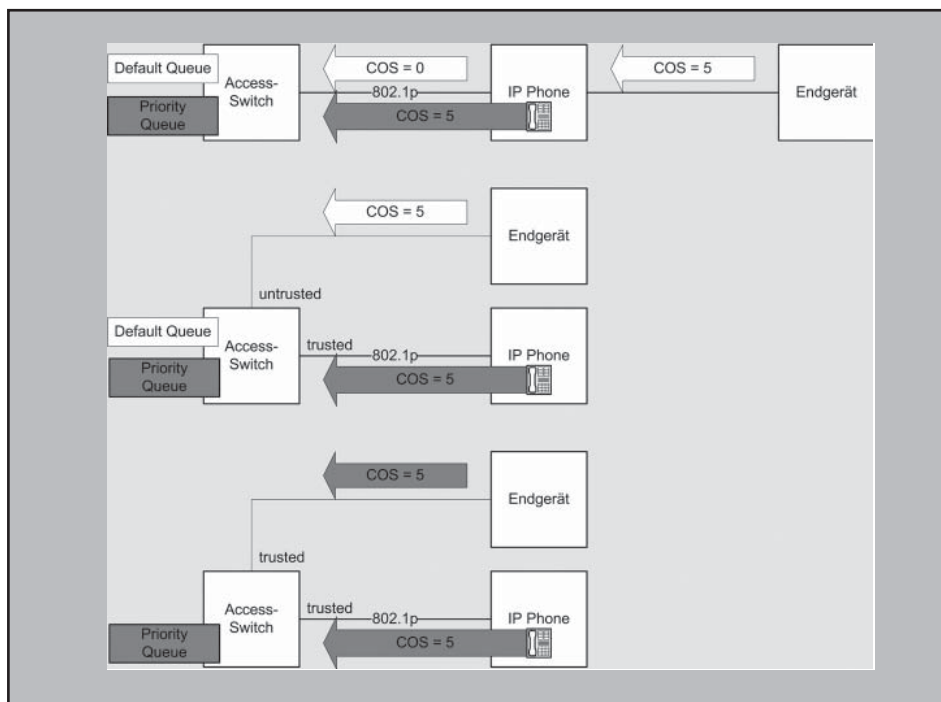 Default Queue
Access-
Switch
Priority
Queue
COS = 0
802.1p
COS = 5
IP Phone
COS = 5
Endgerät
COS = 5
Endgerät
untrusted
Default Queue
Access-
Switch
Priority
Queue
trusted
802.1p
COS = 5
IP Phone
COS = 5
Endgerät
trusted
Access-
Switch
Priority
Queue
trusted
802.1p
COS = 5
IP Phone